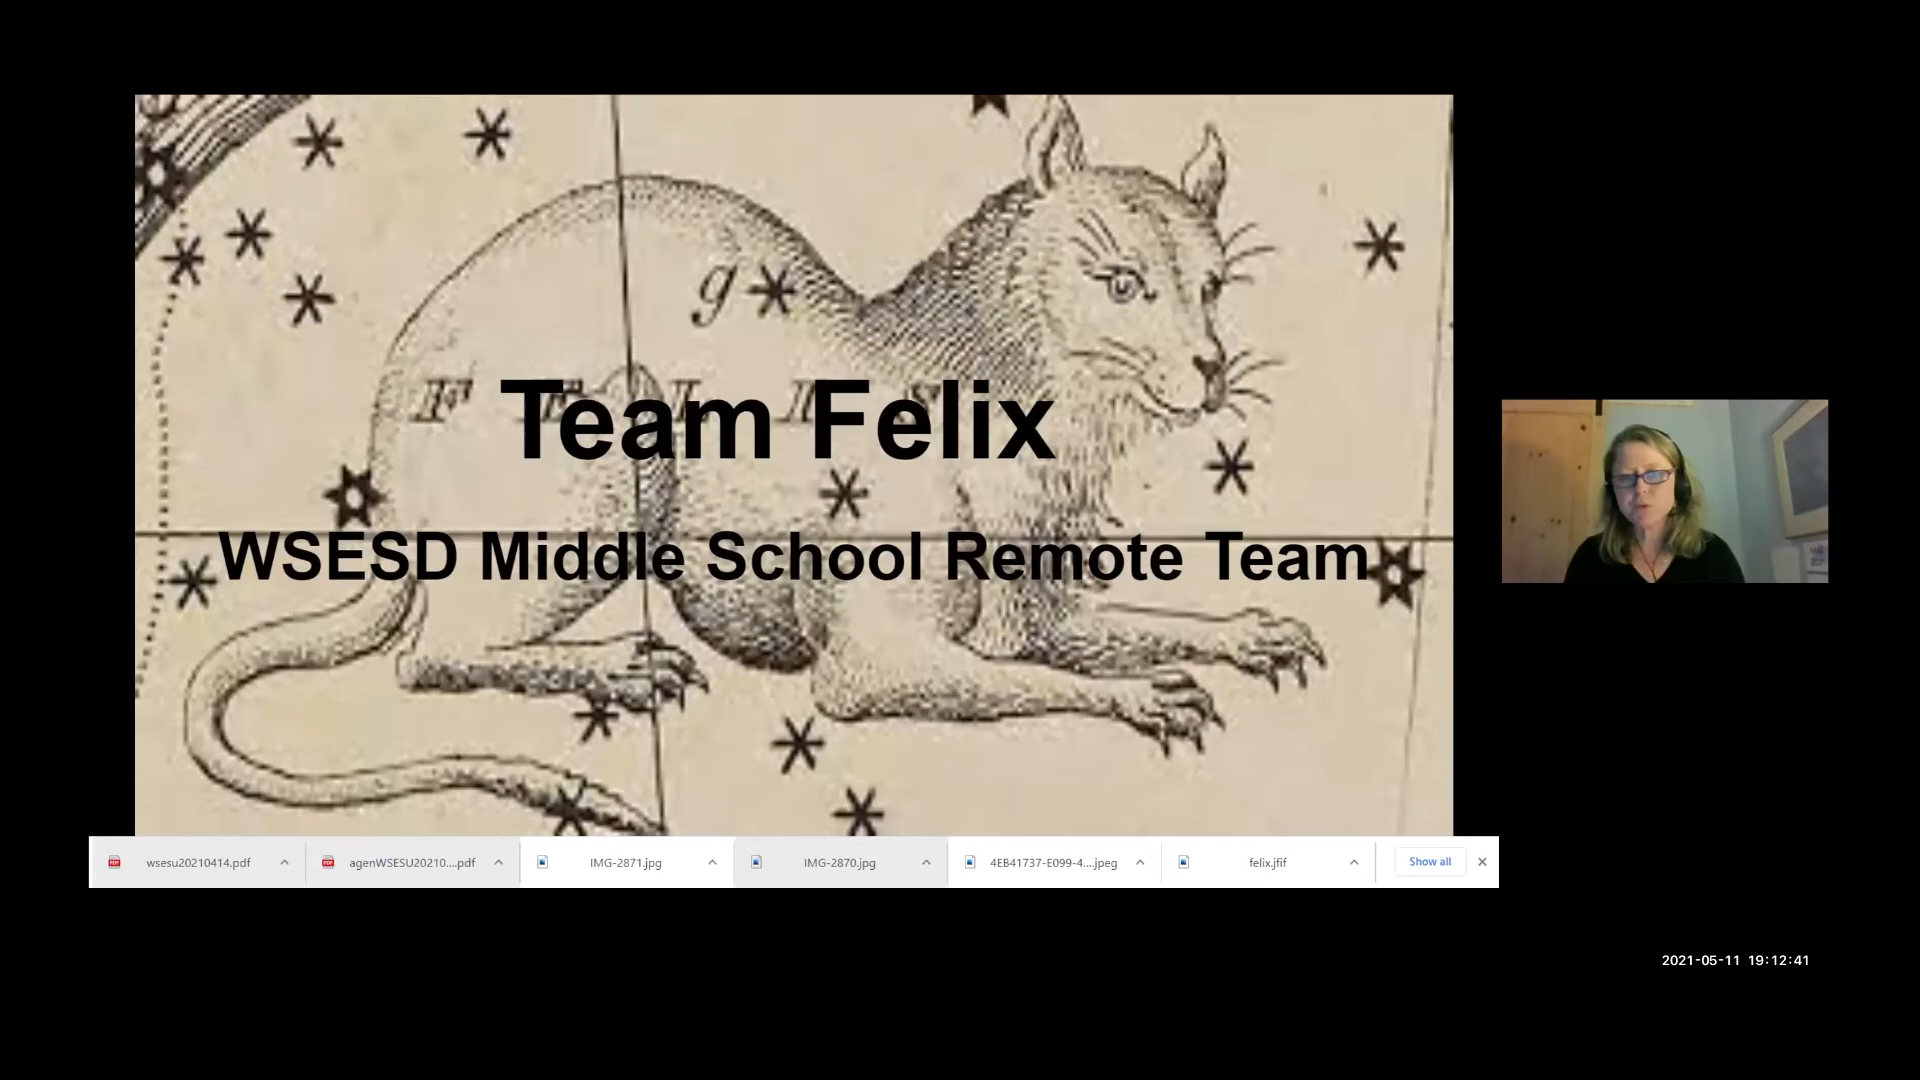 g
Team Felix
WSESD Middle School Remote Team
wsesu20210414.pdf
agenWSESU20210....pdf
IMG-2871.jpg
IMG-2870.jpg
4EB41737-E099-4....jpeg
felix.jfif
Show all
2021-05-11 19:12:41